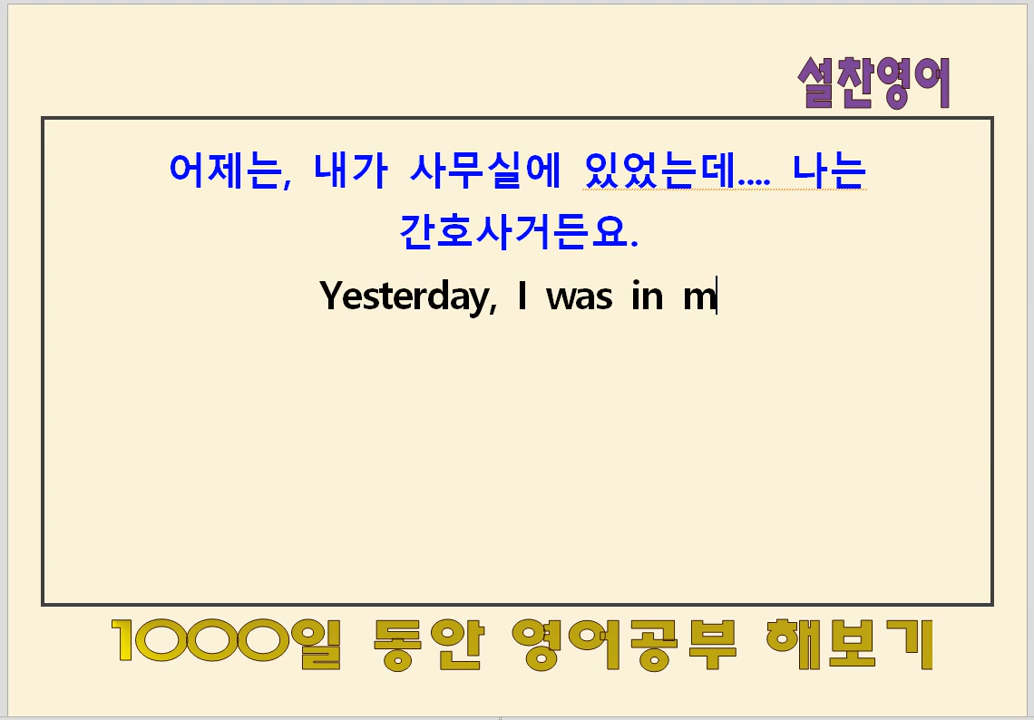 설찬영어
어제는, 내가 사무실에 있었는데.... 나는
간호사거든요.
Yesterday, I was in m
1000일 동안 영어공부 해보기